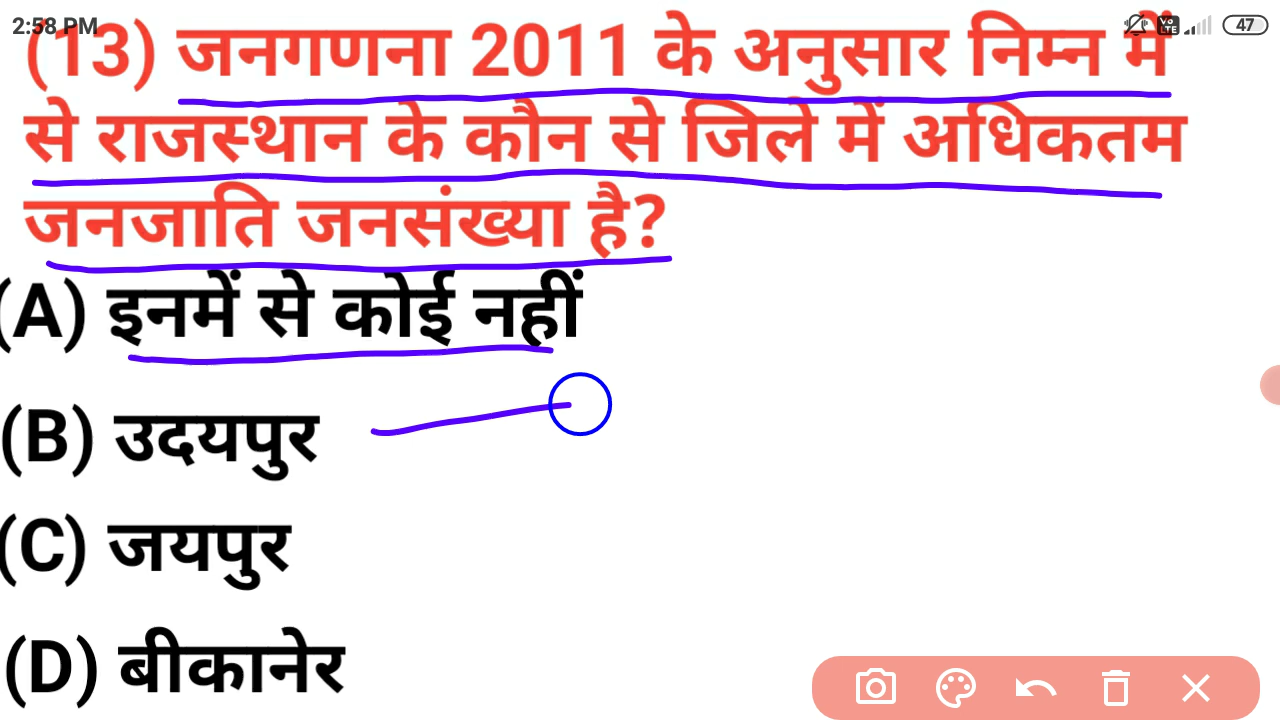 2:58 PM
47
(13) जनगणना 2011 के अनुसार निम्न में
से राजस्थान के कौन से जिले में अधिकतम
जनजाति जनसंख्या है?
(A) इनमें से कोई नहीं
(B) उदयपुर
(C) जयपुर
(D) बीकानेर